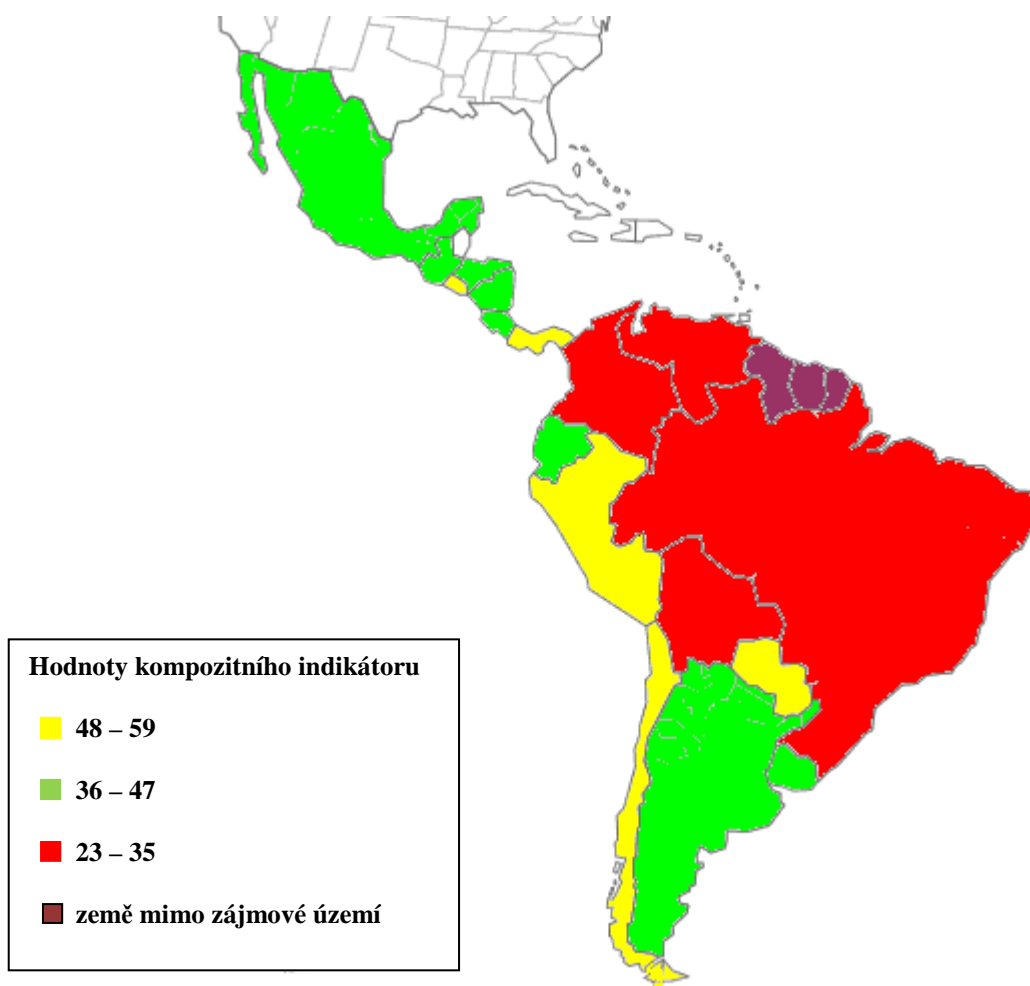 Hodnoty kompozitního indikátoru
48 – 59
36 – 47
23 – 35
země mimo zájmové území